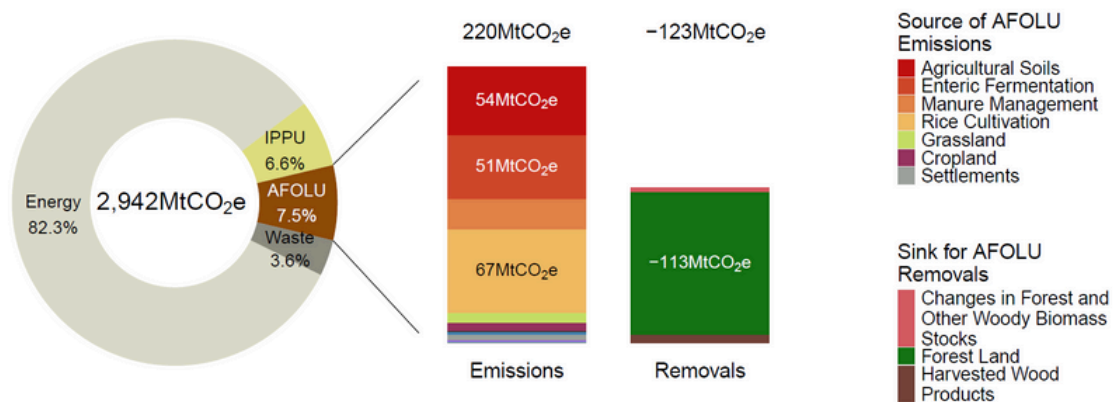 220MtCO₂e
−123MtCO₂e
IPPU
6.6%
AFOLU
7.5%
Energy
82.3%
2,942MtCO₂e
Waste
3.6%
54MtCO₂e
51MtCO₂e
67MtCO₂e
−113MtCO₂e
Emissions
Removals
Source of AFOLU
Emissions
Agricultural Soils
Enteric Fermentation
Manure Management
Rice Cultivation
Grassland
Cropland
Settlements
Sink for AFOLU
Removals
Changes in Forest and
Other Woody Biomass
Stocks
Forest Land
Harvested Wood
Products